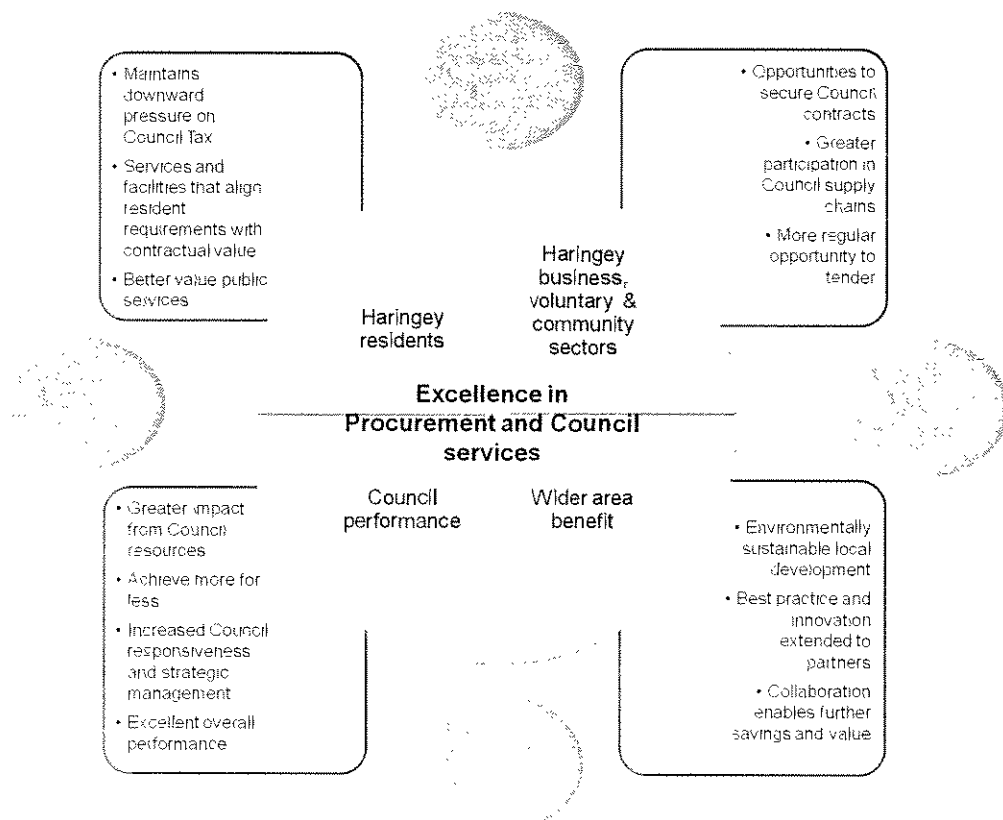 • Maintains
downward
pressure on
Council Tax
• Services and
facilities that align
resident
requirements with
contractual value
• Better value public
services
• Opportunities to
secure Council
contracts
• Greater
participation in
Council supply
chains
• More regular
opportunity to
tender
Haringey
residents
Haringey
business,
voluntary &
community
sectors
Excellence in
Procurement and Council
services
Council
performance
Wider area
benefit
• Greater impact
from Council
resources
• Achieve more for
less
• Increased Council
responsiveness
and strategic
management
• Excellent overall
performance
• Environmentally
sustainable local
development
• Best practice and
innovation
extended to
partners
• Collaboration
enables further
savings and value